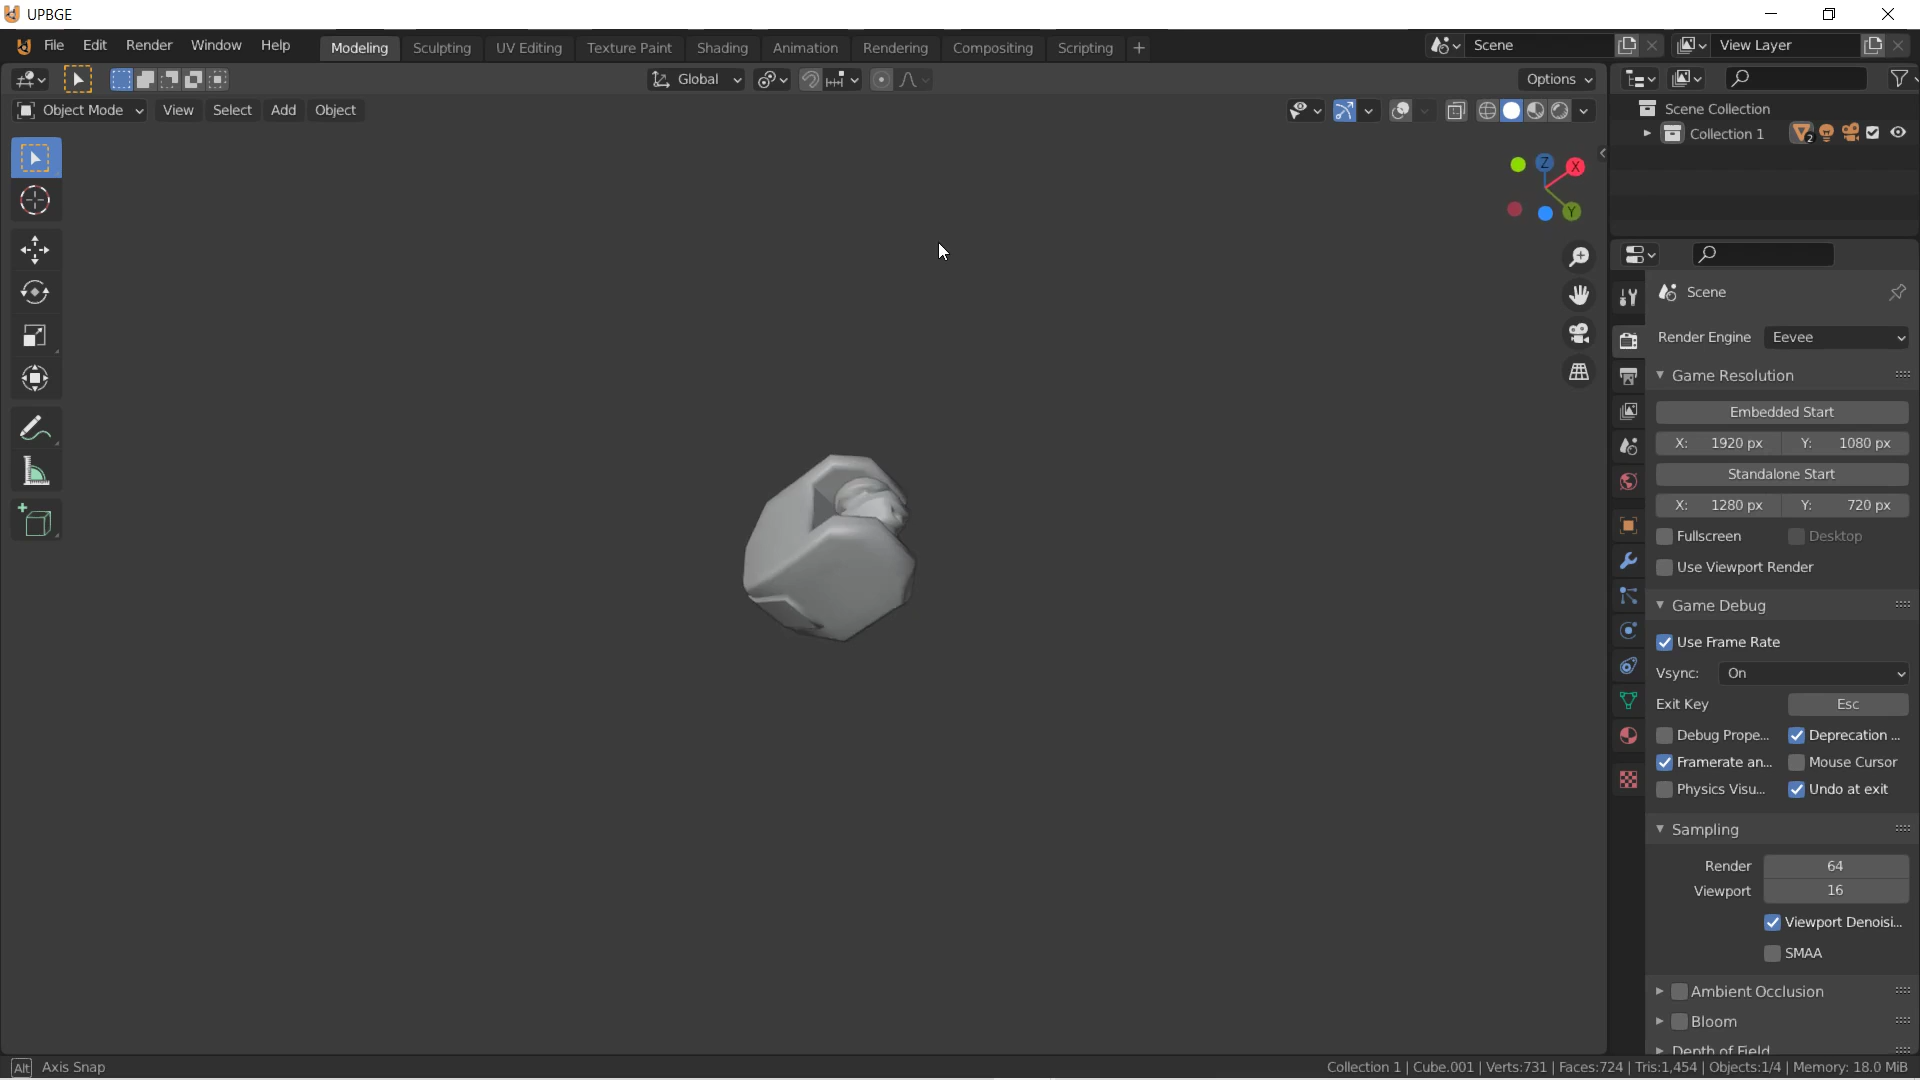 UPBGE
File Edit Render Window Help Modeling Sculpting UV Editing Texture Paint Shading Animation Rendering Compositing Scripting + Scene View Layer
Global Options
Object Mode View Select Add Object
Scene Collection
Collection 1 2
Z X Y
Scene
Render Engine Eevee
Game Resolution
Embedded Start
X: 1920 px Y: 1080 px
Standalone Start
X: 1280 px Y: 720 px
Fullscreen Desktop
Use Viewport Render
Game Debug
Use Frame Rate
Vsync: On
Exit Key Esc
Debug Prope... Deprecation ...
Framerate an... Mouse Cursor
Physics Visu... Undo at exit
Sampling
Render 64
Viewport 16
Viewport Denoisi...
SMAA
Ambient Occlusion
Bloom
Depth of Field
Alt Axis Snap Collection 1 | Cube.001 | Verts:731 | Faces:724 | Tris:1,454 | Objects:1/4 | Memory: 18.0 MiB